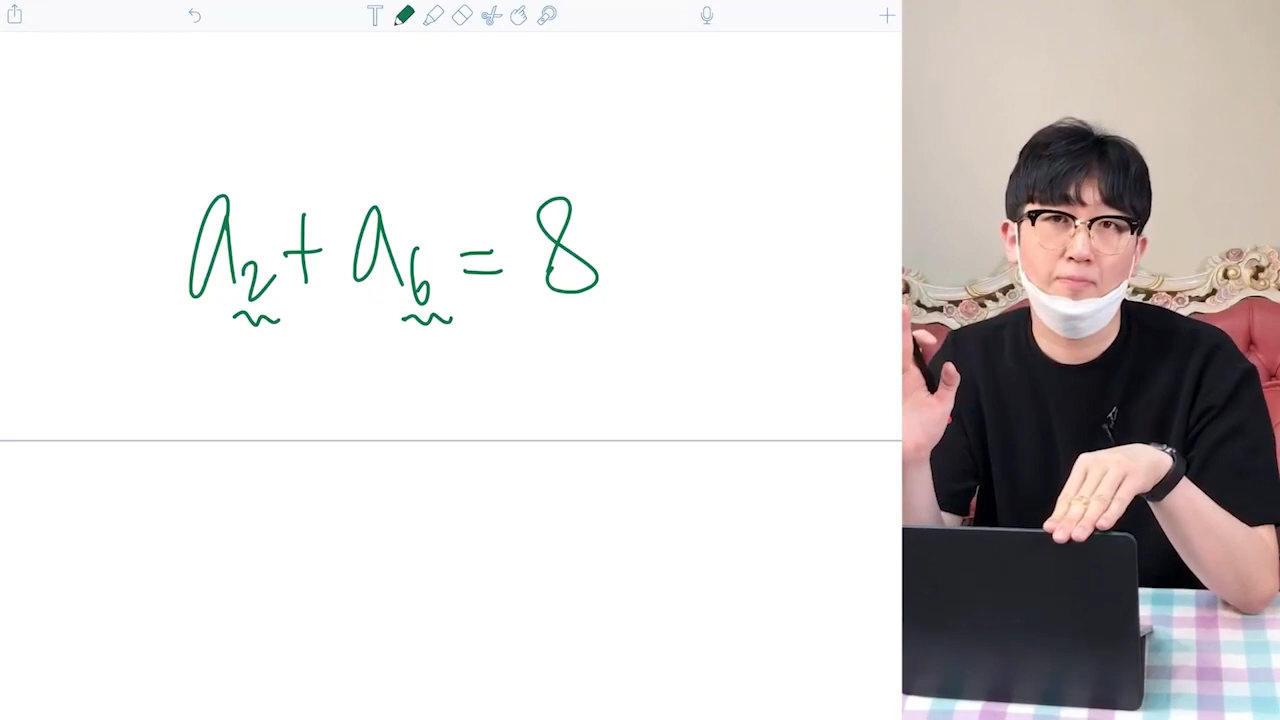 a₂ + a₆ = 8